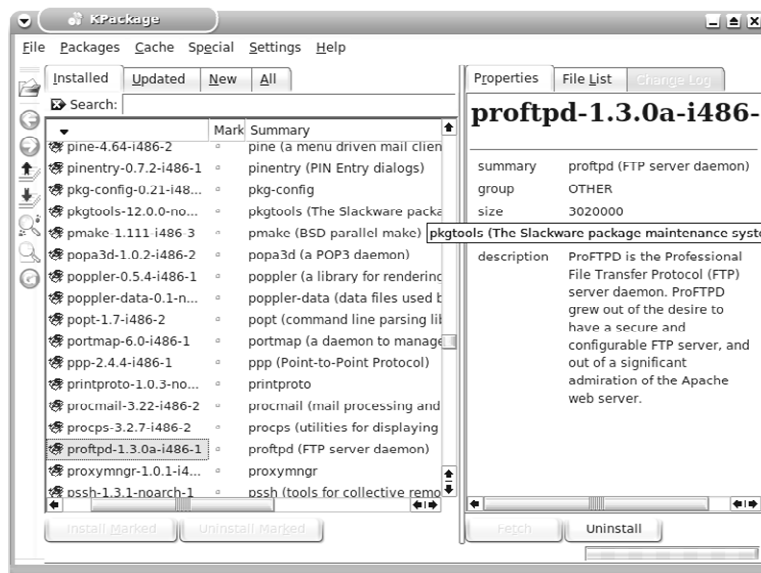 KPackage
File Packages Cache Special Settings Help
Installed Updated New All
Search:
Mark Summary
pine-4.64-i486-2 pine (a menu driven mail clien
pinentry-0.7.2-i486-1 pinentry (PIN Entry dialogs)
pkg-config-0.21-i48... pkg-config
pkgtools-12.0.0-no... pkgtools (The Slackware packa
pmake-1.111-i486-3 pmake (BSD parallel make)
popa3d-1.0.2-i486-2 popa3d (a POP3 daemon)
poppler-0.5.4-i486-1 poppler (a library for rendering
poppler-data-0.1-n... poppler-data (data files used b
popt-1.7-i486-2 popt (command line parsing lib
portmap-6.0-i486-1 portmap (a daemon to manage
ppp-2.4.4-i486-1 ppp (Point-to-Point Protocol)
printproto-1.0.3-no... printproto
procmail-3.22-i486-2 procmail (mail processing and
procps-3.2.7-i486-2 procps (utilities for displaying
proftpd-1.3.0a-i486-1 proftpd (FTP server daemon)
proxymngr-1.0.1-i4... proxymngr
pssh-1.3.1-noarch-1 pssh (tools for collective remo
Install Marked Uninstall Marked
Properties File List Change Log
proftpd-1.3.0a-i486-
summary proftpd (FTP server daemon)
group OTHER
size 3020000
pkgtools (The Slackware package maintenance syst
description ProFTPD is the Professional
File Transfer Protocol (FTP)
server daemon. ProFTPD
grew out of the desire to
have a secure and
configurable FTP server, and
out of a significant
admiration of the Apache
web server.
Fetch Uninstall